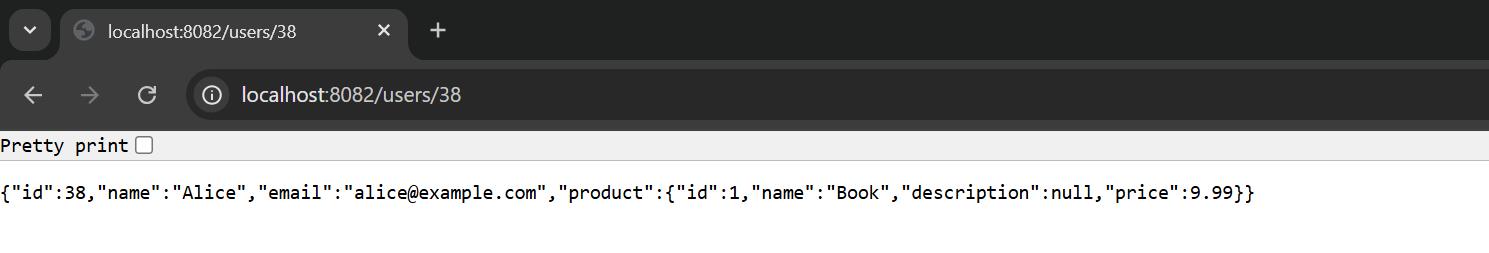 localhost:8082/users/38
localhost:8082/users/38
Pretty print
{"id":38,"name":"Alice","email":"alice@example.com","product":{"id":1,"name":"Book","description":null,"price":9.99}}